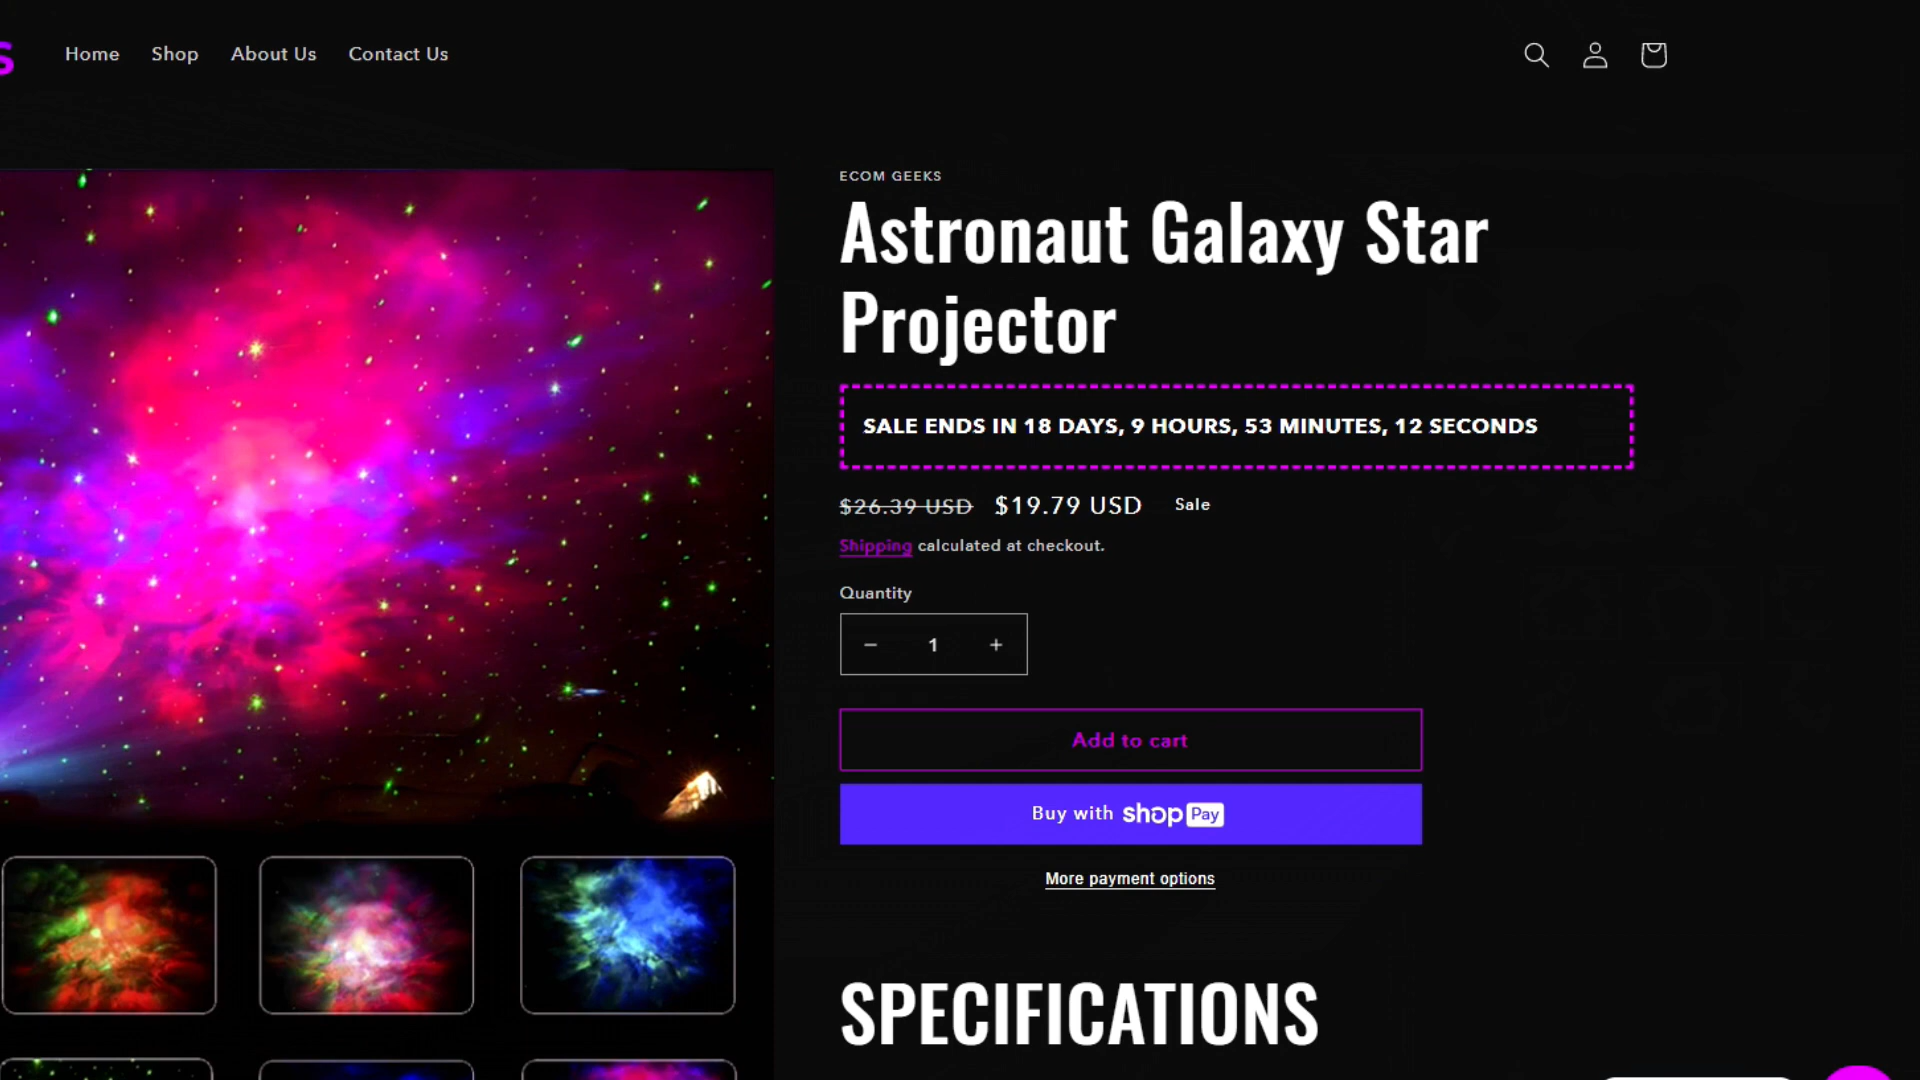 s
Home Shop About Us Contact Us
ECOM GEEKS
Astronaut Galaxy Star
Projector
SALE ENDS IN 18 DAYS, 9 HOURS, 53 MINUTES, 12 SECONDS
$26.39 USD $19.79 USD Sale
Shipping calculated at checkout.
Quantity
− 1 +
Add to cart
Buy with shop Pay
More payment options
SPECIFICATIONS